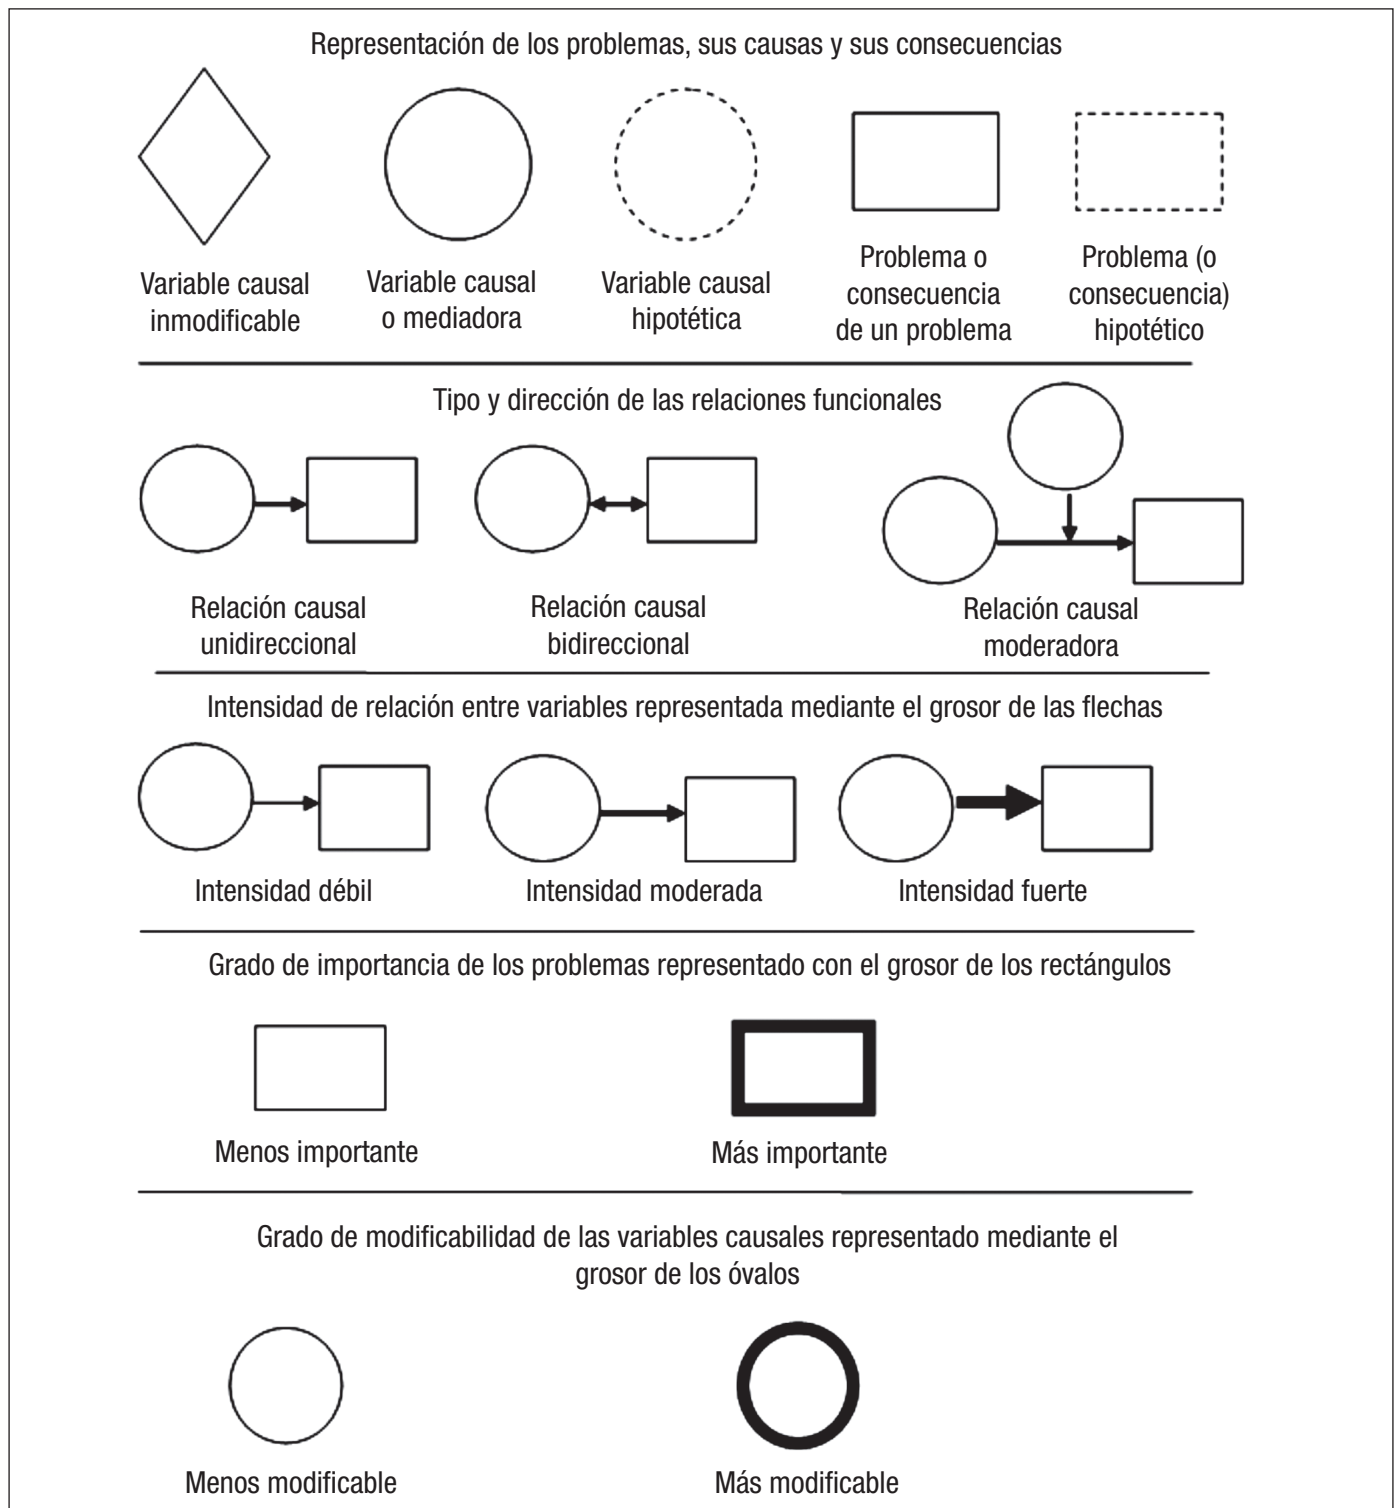 Representación de los problemas, sus causas y sus consecuencias
Variable causal
inmodificable
Variable causal
o mediadora
Variable causal
hipotética
Problema o
consecuencia
de un problema
Problema (o
consecuencia)
hipotético
Tipo y dirección de las relaciones funcionales
Relación causal
unidireccional
Relación causal
bidireccional
Relación causal
moderadora
Intensidad de relación entre variables representada mediante el grosor de las flechas
Intensidad débil
Intensidad moderada
Intensidad fuerte
Grado de importancia de los problemas representado con el grosor de los rectángulos
Menos importante
Más importante
Grado de modificabilidad de las variables causales representado mediante el
grosor de los óvalos
Menos modificable
Más modificable